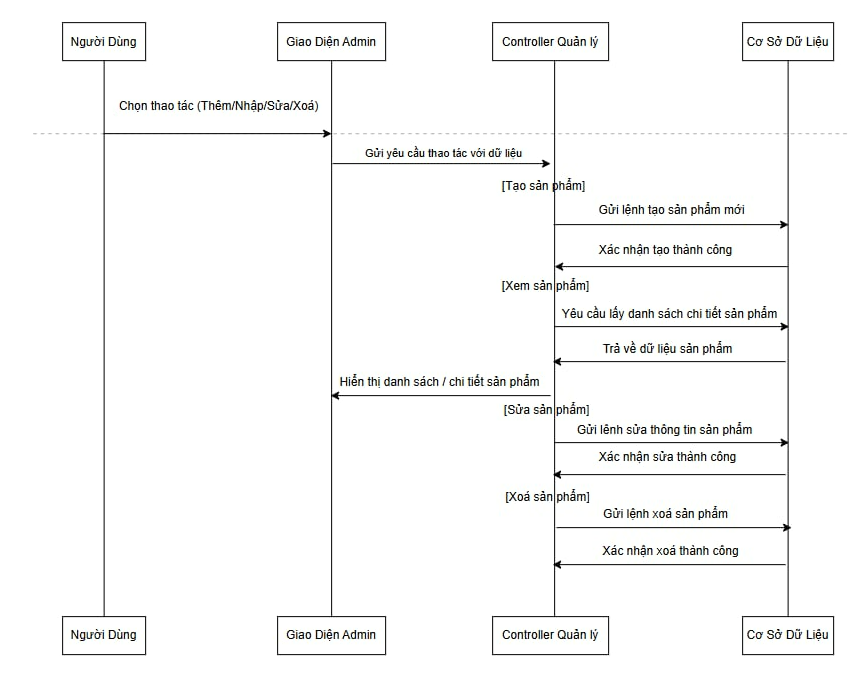 Người Dùng
Giao Diện Admin
Controller Quản lý
Cơ Sở Dữ Liệu
Chọn thao tác (Thêm/Nhập/Sửa/Xoá)
Gửi yêu cầu thao tác với dữ liệu
[Tạo sản phẩm]
Gửi lệnh tạo sản phẩm mới
Xác nhận tạo thành công
[Xem sản phẩm]
Yêu cầu lấy danh sách chi tiết sản phẩm
Trả về dữ liệu sản phẩm
Hiển thị danh sách / chi tiết sản phẩm
[Sửa sản phẩm]
Gửi lênh sửa thông tin sản phẩm
Xác nhận sửa thành công
[Xoá sản phẩm]
Gửi lệnh xoá sản phẩm
Xác nhận xoá thành công
Người Dùng
Giao Diện Admin
Controller Quản lý
Cơ Sở Dữ Liệu